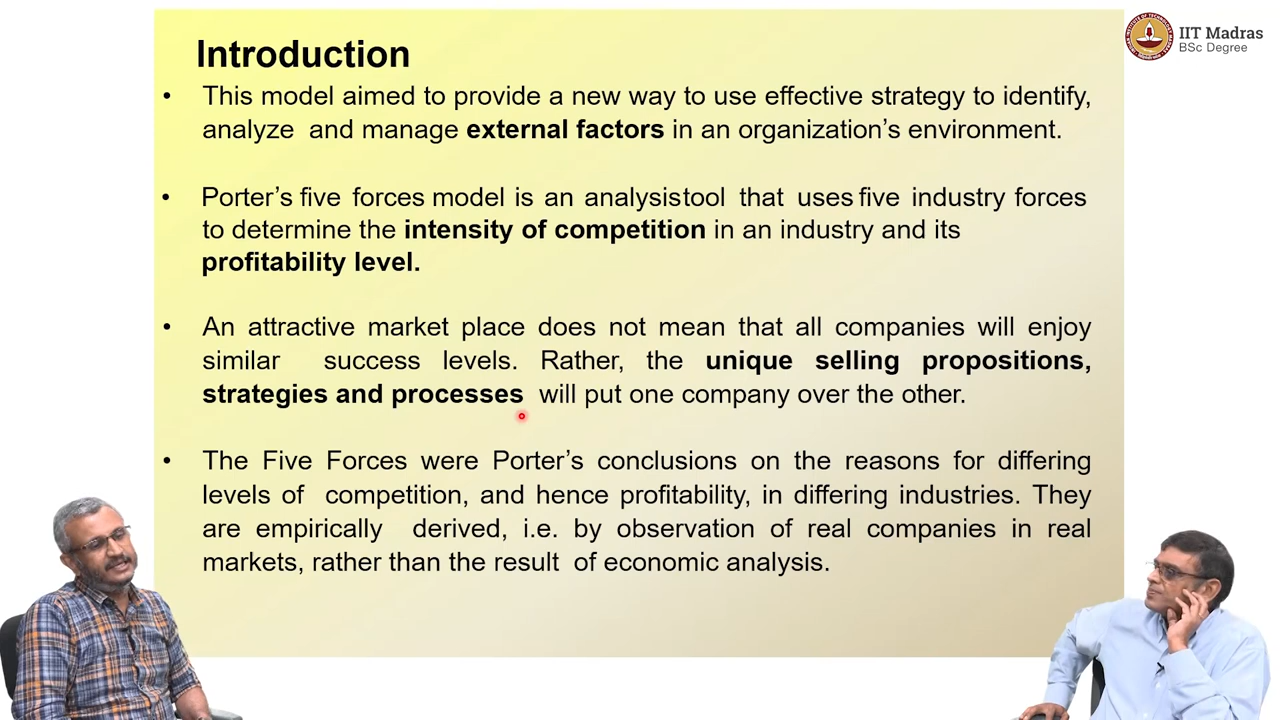 Introduction
• This model aimed to provide a new way to use effective strategy to identify,
analyze and manage external factors in an organization's environment.
• Porter's five forces model is an analysistool that uses five industry forces
to determine the intensity of competition in an industry and its
profitability level.
• An attractive market place does not mean that all companies will enjoy
similar success levels. Rather, the unique selling propositions,
strategies and processes will put one company over the other.
• The Five Forces were Porter's conclusions on the reasons for differing
levels of competition, and hence profitability, in differing industries. They
are empirically derived, i.e. by observation of real companies in real
markets, rather than the result of economic analysis.
IIT Madras
BSc Degree